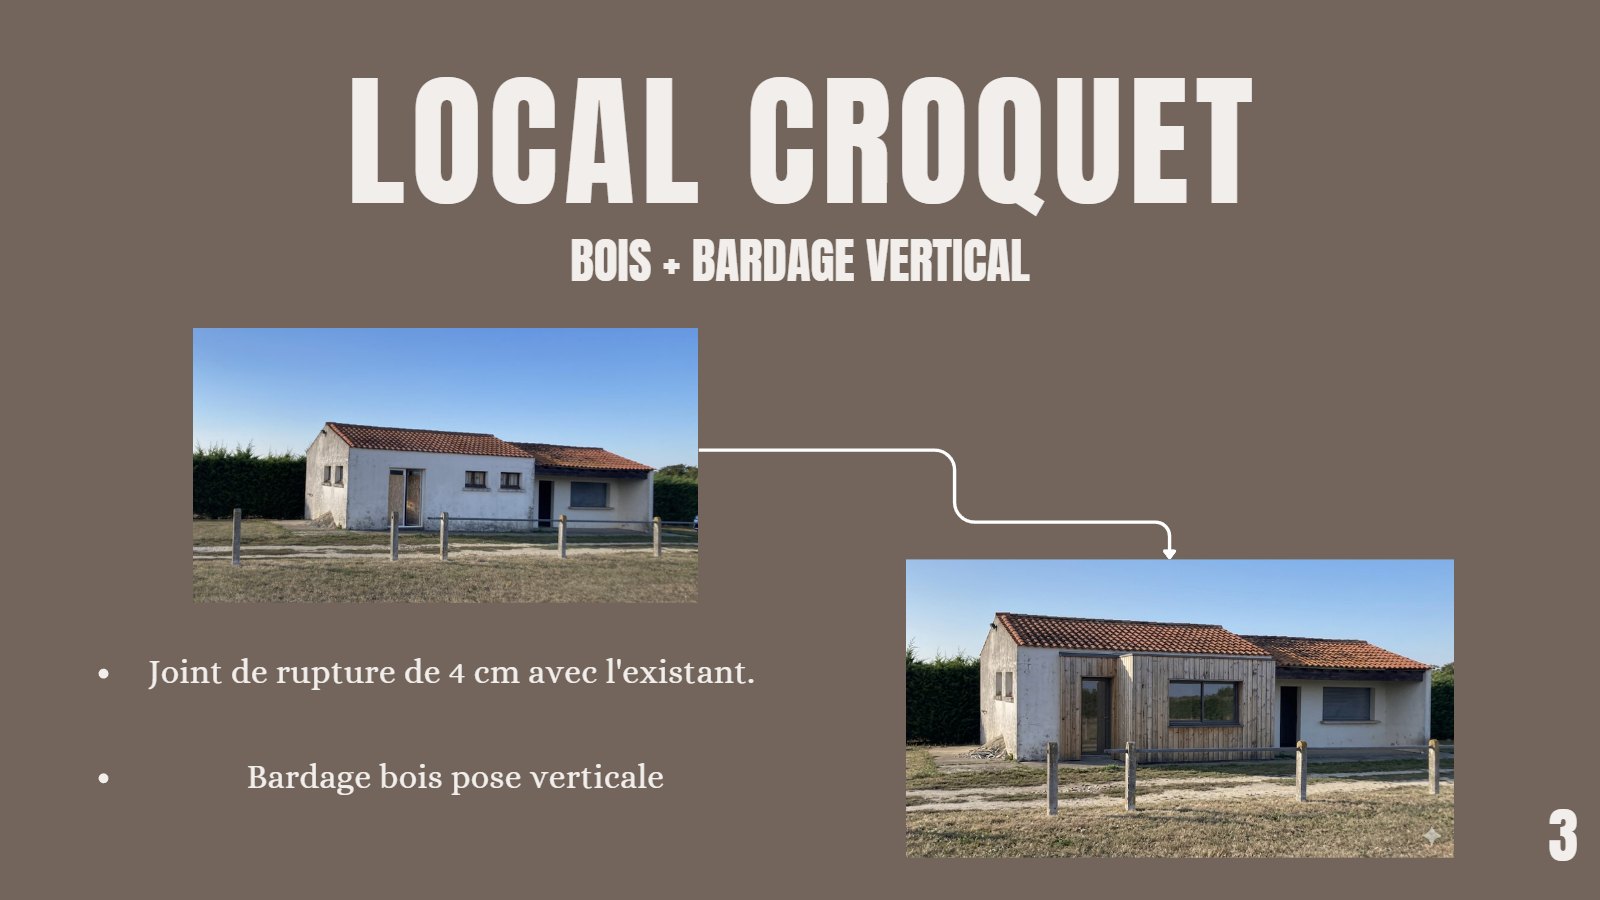 LOCAL CROQUET
BOIS + BARDAGE VERTICAL
Joint de rupture de 4 cm avec l'existant.
Bardage bois pose verticale
3